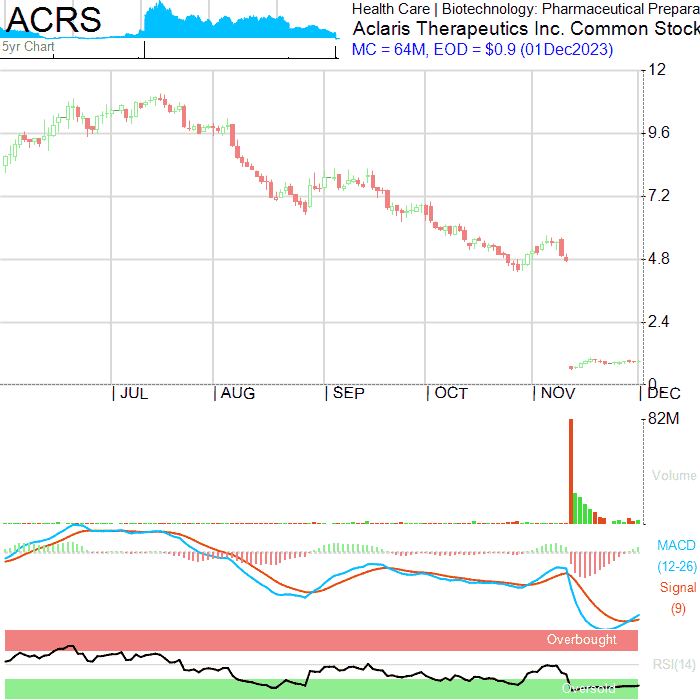 ACRS
5yr Chart
Health Care | Biotechnology: Pharmaceutical Prepara
Aclaris Therapeutics Inc. Common Stock
MC = 64M, EOD = $0.9 (01Dec2023)
12
9.6
7.2
4.8
2.4
0
JUL
AUG
SEP
OCT
NOV
DEC
82M
Volume
MACD
(12-26)
Signal
(9)
Overbought
RSI(14)
Oversold